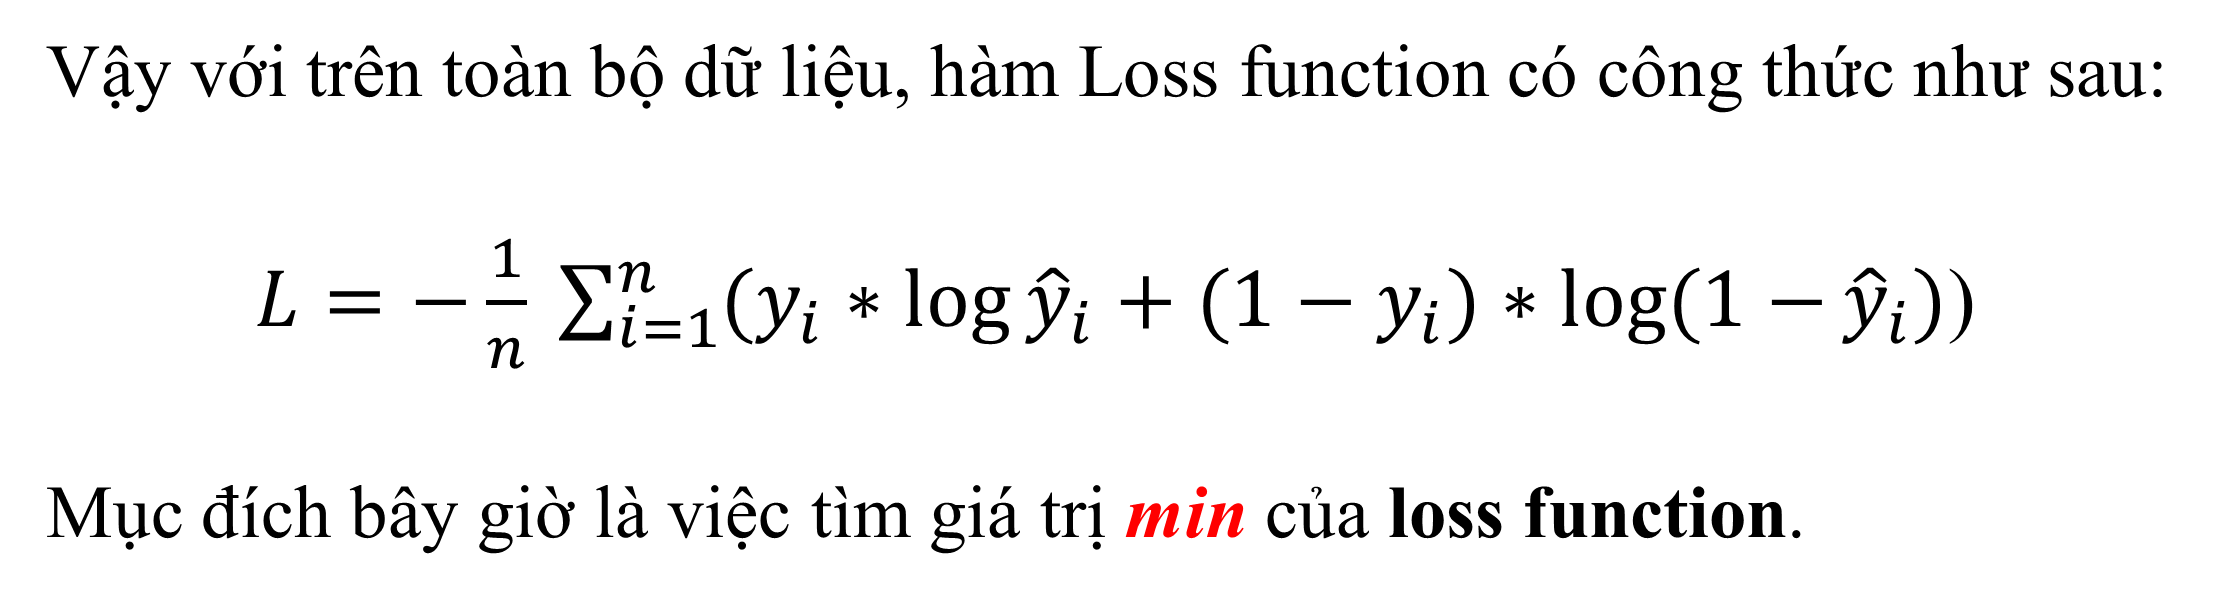 Vậy với trên toàn bộ dữ liệu, hàm Loss function có công thức như sau:
L = −\frac{1}{n} ∑_{i=1}^{n}(y_i * log ŷ_i + (1 − y_i) * log(1 − ŷ_i))
Mục đích bây giờ là việc tìm giá trị min của loss function.